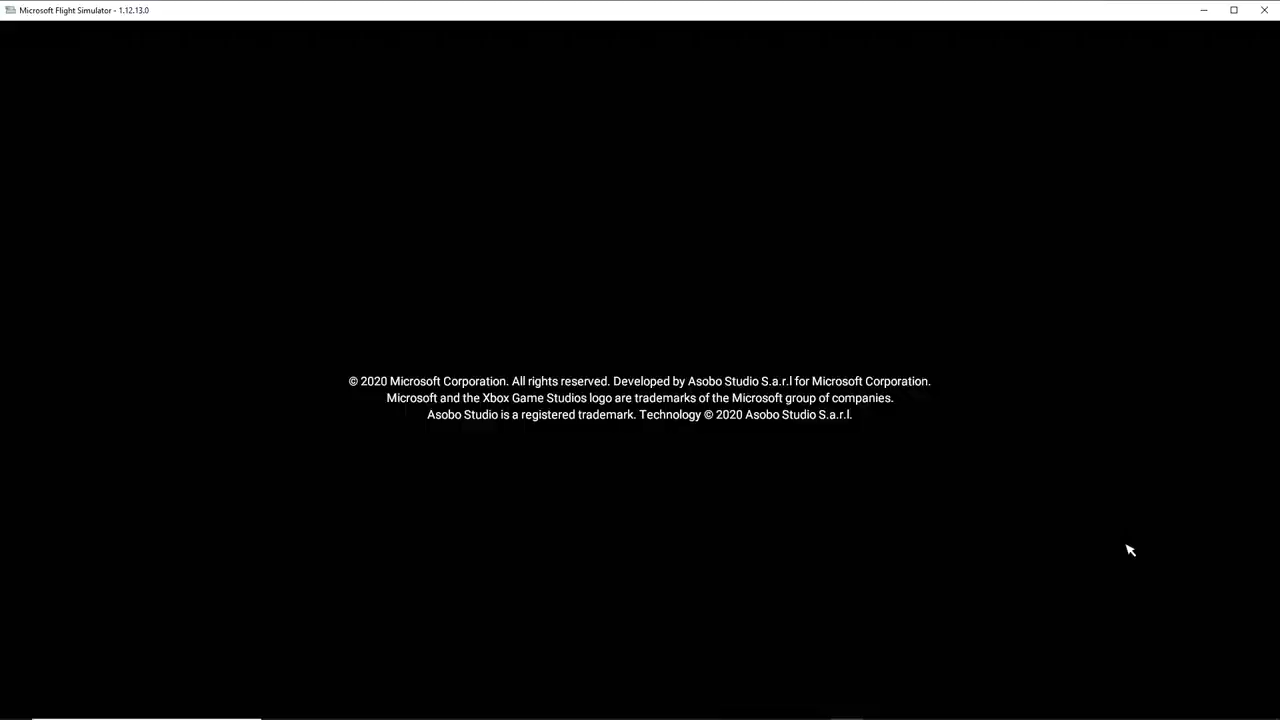 Microsoft Flight Simulator - 1.12.13.0
© 2020 Microsoft Corporation. All rights reserved. Developed by Asobo Studio S.a.r.l for Microsoft Corporation.
Microsoft and the Xbox Game Studios logo are trademarks of the Microsoft group of companies.
Asobo Studio is a registered trademark. Technology © 2020 Asobo Studio S.a.r.l.